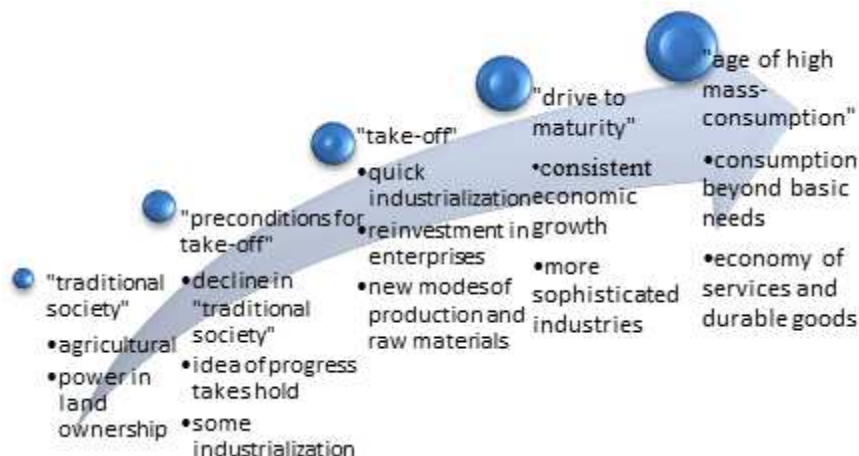 "traditional
society"
•agricultural
•power in
land
ownership
"preconditions for
take-off"
•decline in
"traditional
society"
•idea of progress
takes hold
•some
industrialization
"take-off"
•quick
industrialization
•reinvestment in
enterprises
•new modes of
production and
raw materials
"drive to
maturity"
•consistent
economic
growth
•more
sophisticated
industries
"age of high
mass-
consumption"
•consumption
beyond basic
needs
•economy of
services and
durable goods